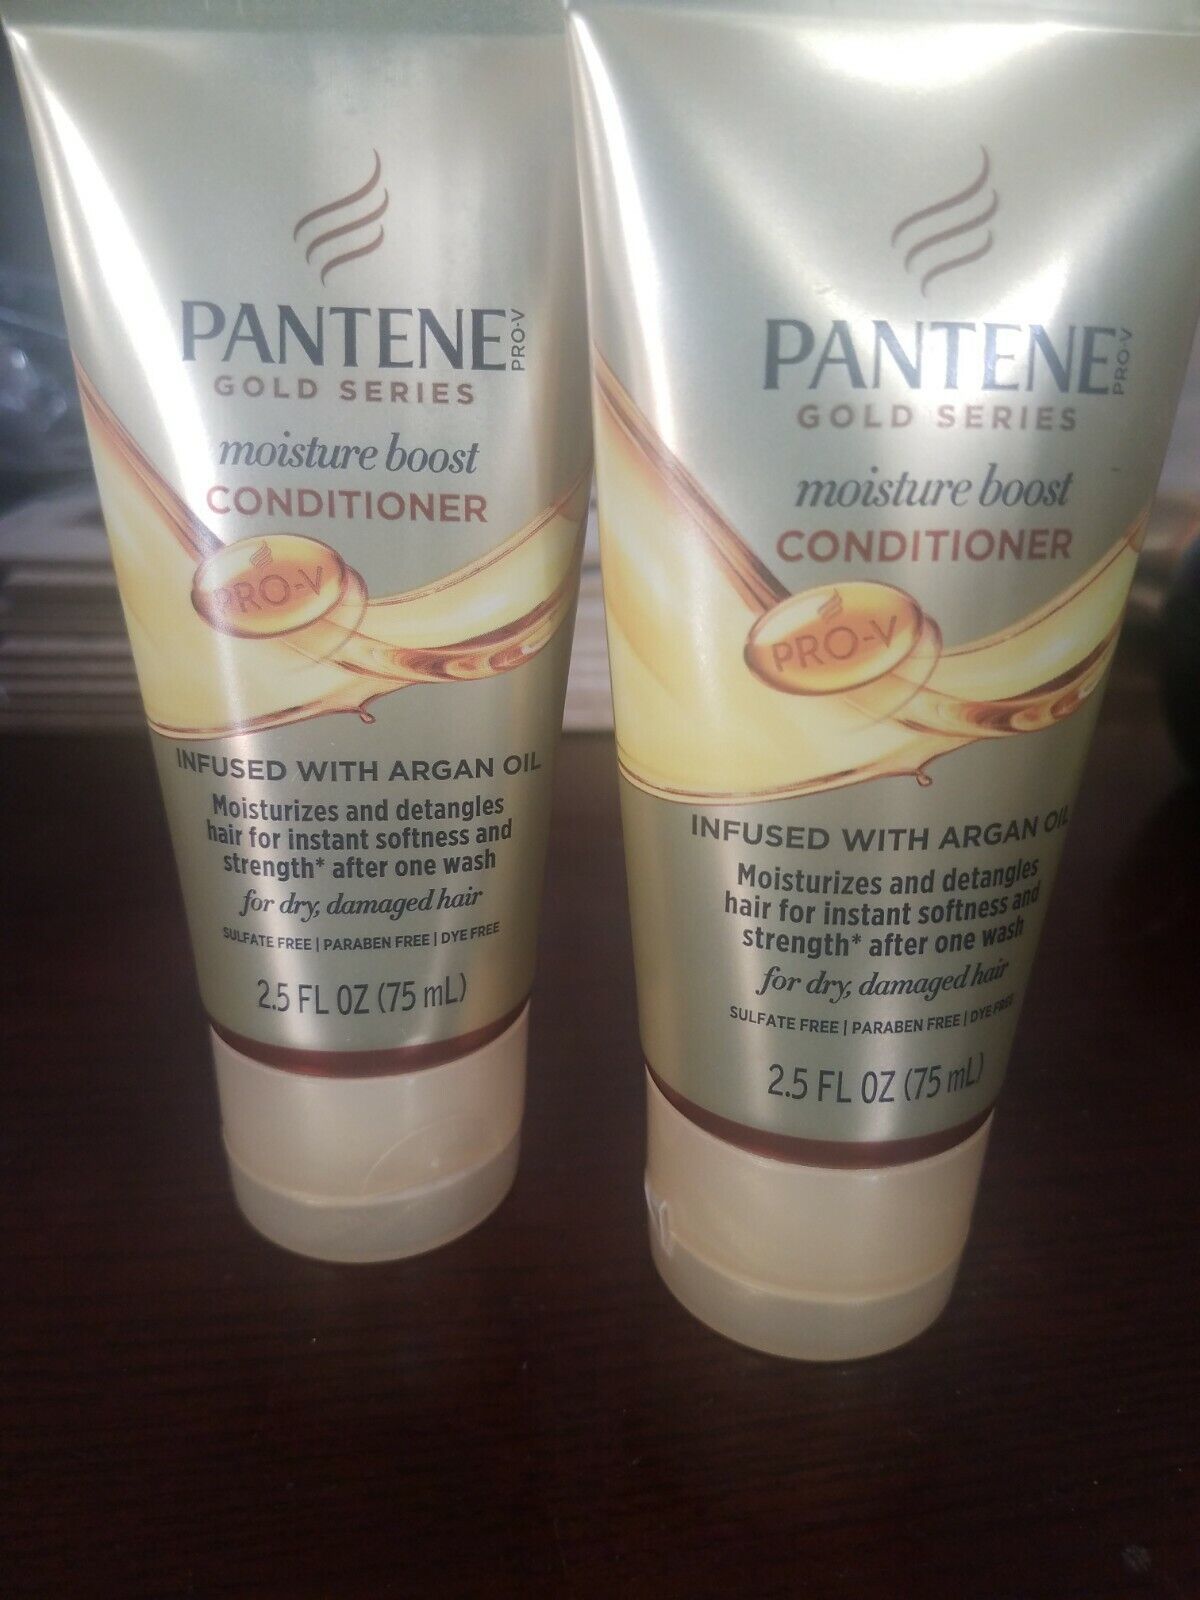 PANTENE PRO-V
GOLD SERIES
moisture boost
CONDITIONER
PRO-V
INFUSED WITH ARGAN OIL
Moisturizes and detangles
hair for instant softness and
strength* after one wash
for dry, damaged hair
SULFATE FREE | PARABEN FREE | DYE FREE
2.5 FL OZ (75 mL)
PANTENE PRO-V
GOLD SERIES
moisture boost
CONDITIONER
PRO-V
INFUSED WITH ARGAN OIL
Moisturizes and detangles
hair for instant softness and
strength* after one wash
for dry, damaged hair
SULFATE FREE | PARABEN FREE | DYE FREE
2.5 FL OZ (75 mL)